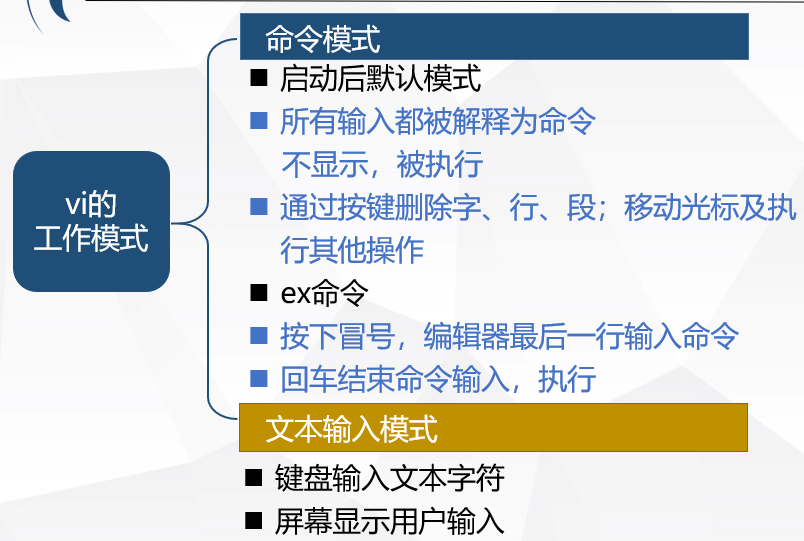 vi的
工作模式
命令模式
■ 启动后默认模式
■ 所有输入都被解释为命令
不显示，被执行
■ 通过按键删除字、行、段；移动光标及执
行其他操作
■ ex命令
■ 按下冒号，编辑器最后一行输入命令
■ 回车结束命令输入，执行
文本输入模式
■ 键盘输入文本字符
■ 屏幕显示用户输入